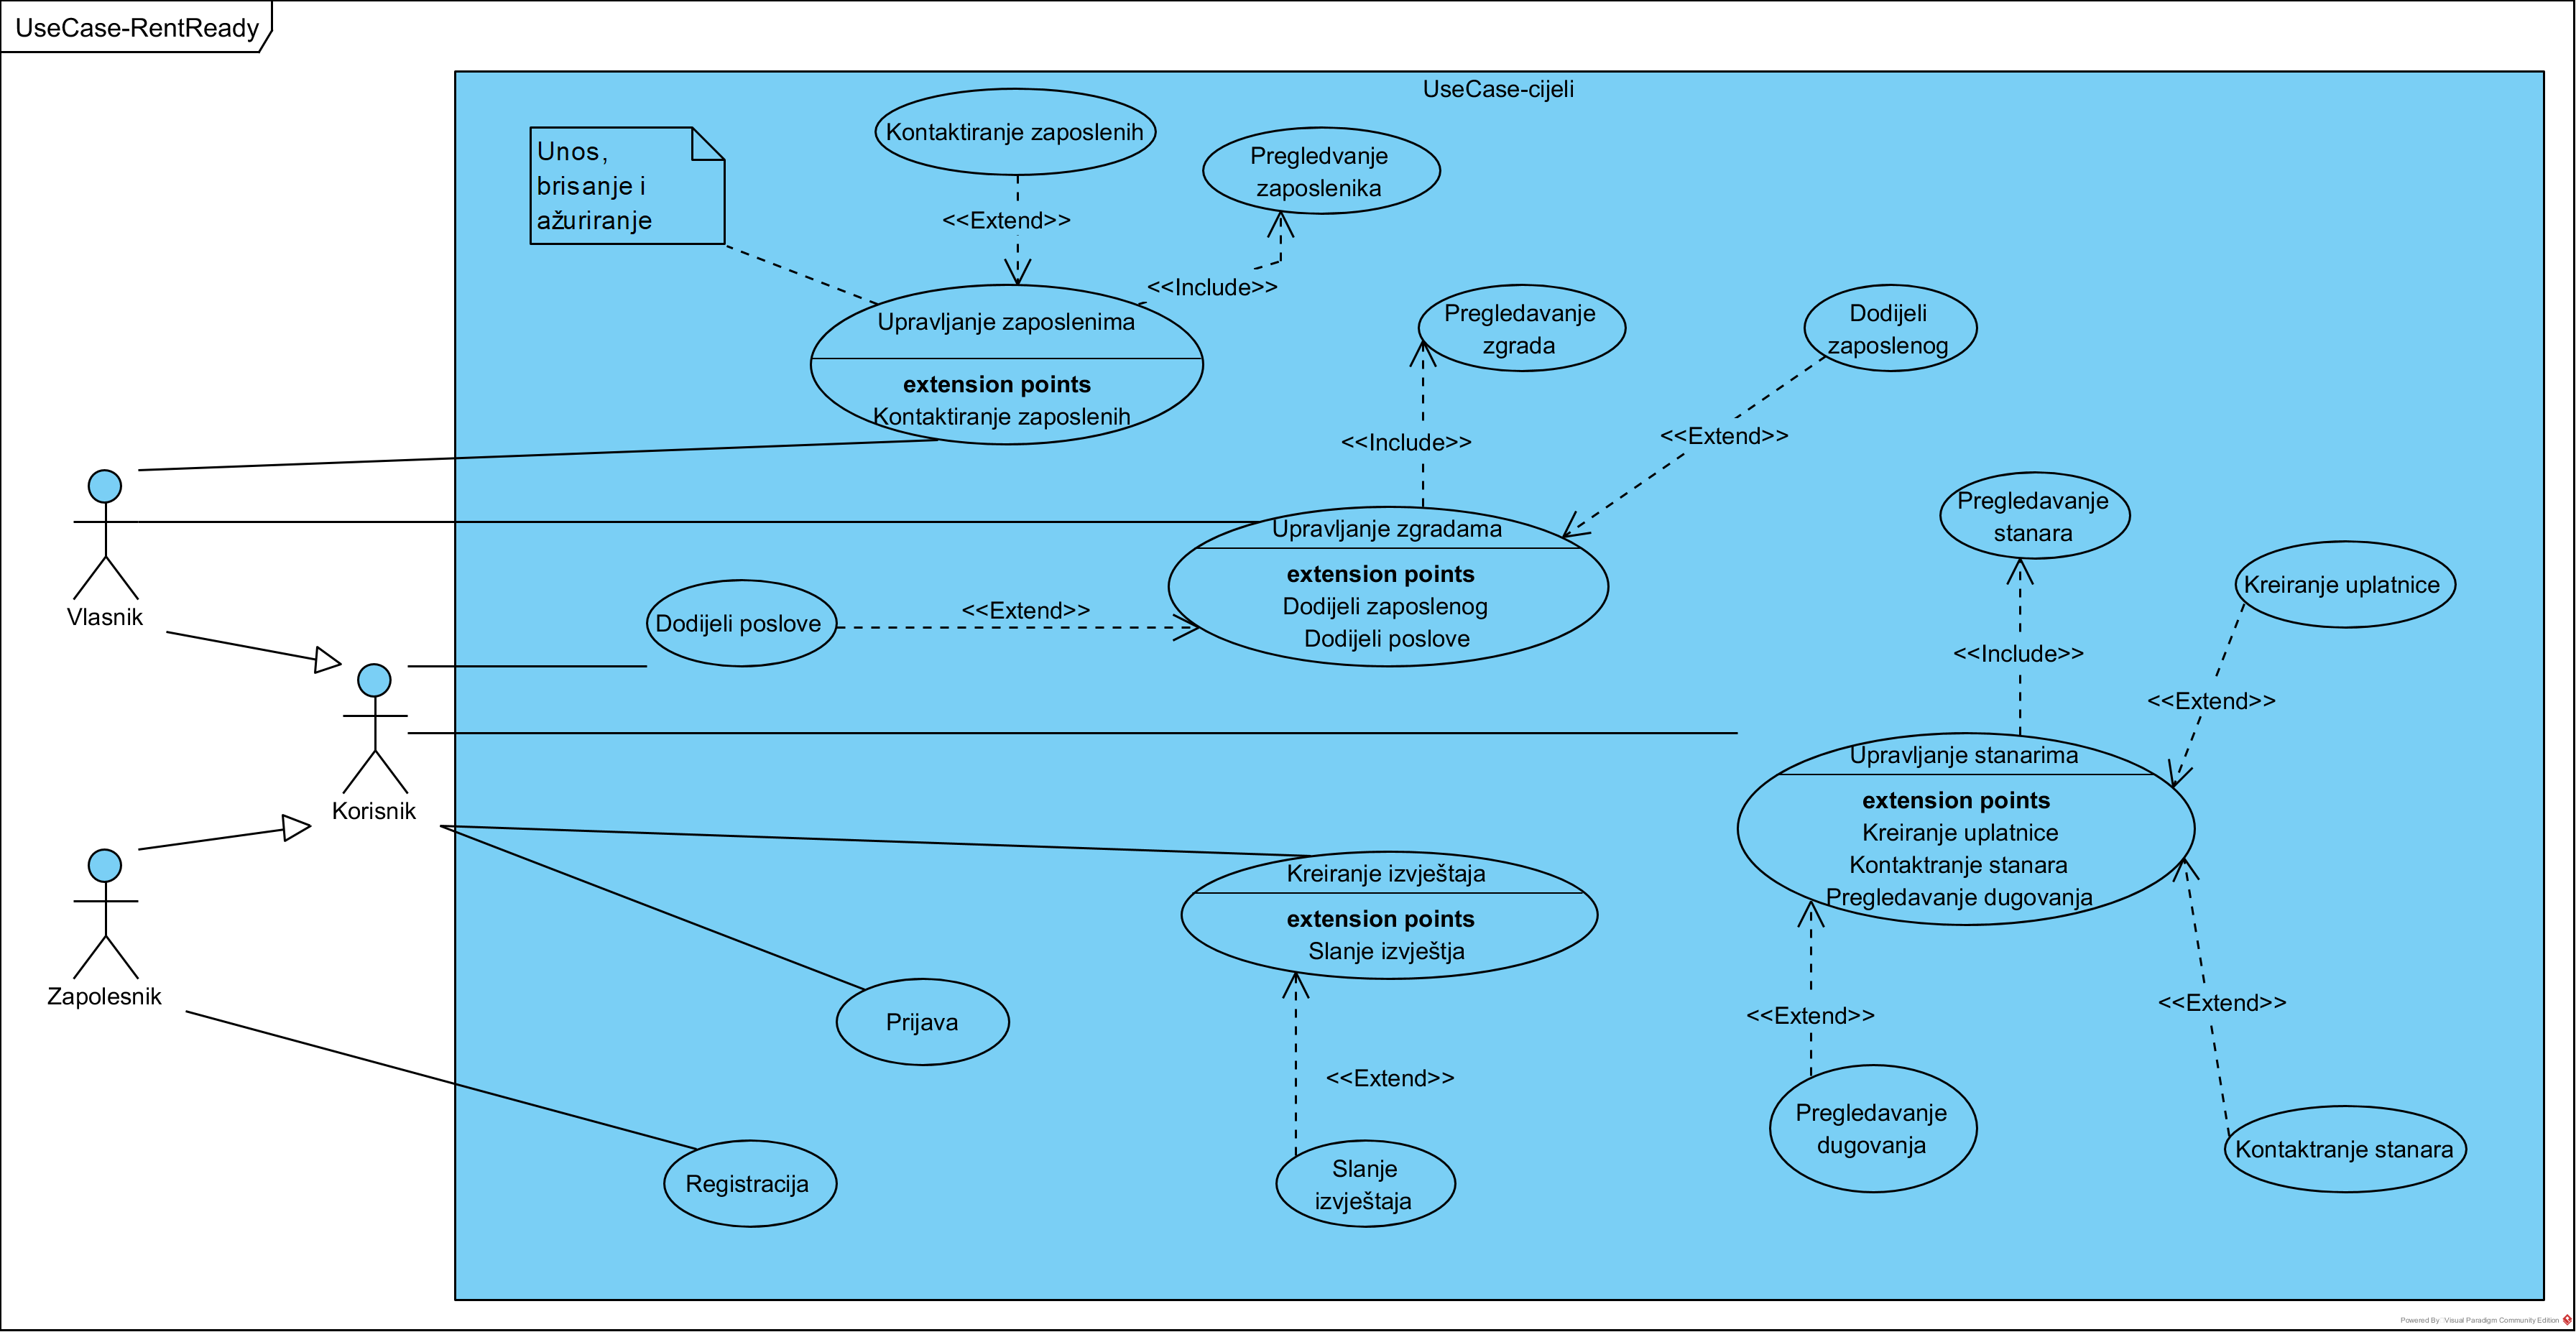 UseCase-RentReady
UseCase-cijeli
Unos,
brisanje i
ažuriranje
Kontaktiranje zaposlenih
Pregledvanje
zaposlenika
<<Extend>>
<<Include>>
Upravljanje zaposlenima
extension points
Kontaktiranje zaposlenih
Pregledavanje
zgrada
Dodijeli
zaposlenog
<<Include>>
<<Extend>>
Upravljanje zgradama
extension points
Dodijeli zaposlenog
Dodijeli poslove
Dodijeli poslove
<<Extend>>
Vlasnik
Korisnik
Zapolesnik
Pregledavanje
stanara
Kreiranje uplatnice
<<Include>>
<<Extend>>
Upravljanje stanarima
extension points
Kreiranje uplatnice
Kontaktranje stanara
Pregledavanje dugovanja
Kreiranje izvještaja
extension points
Slanje izvještja
Prijava
<<Extend>>
<<Extend>>
<<Extend>>
Registracija
Slanje
izvještaja
Pregledavanje
dugovanja
Kontaktranje stanara
Powered By Visual Paradigm Community Edition